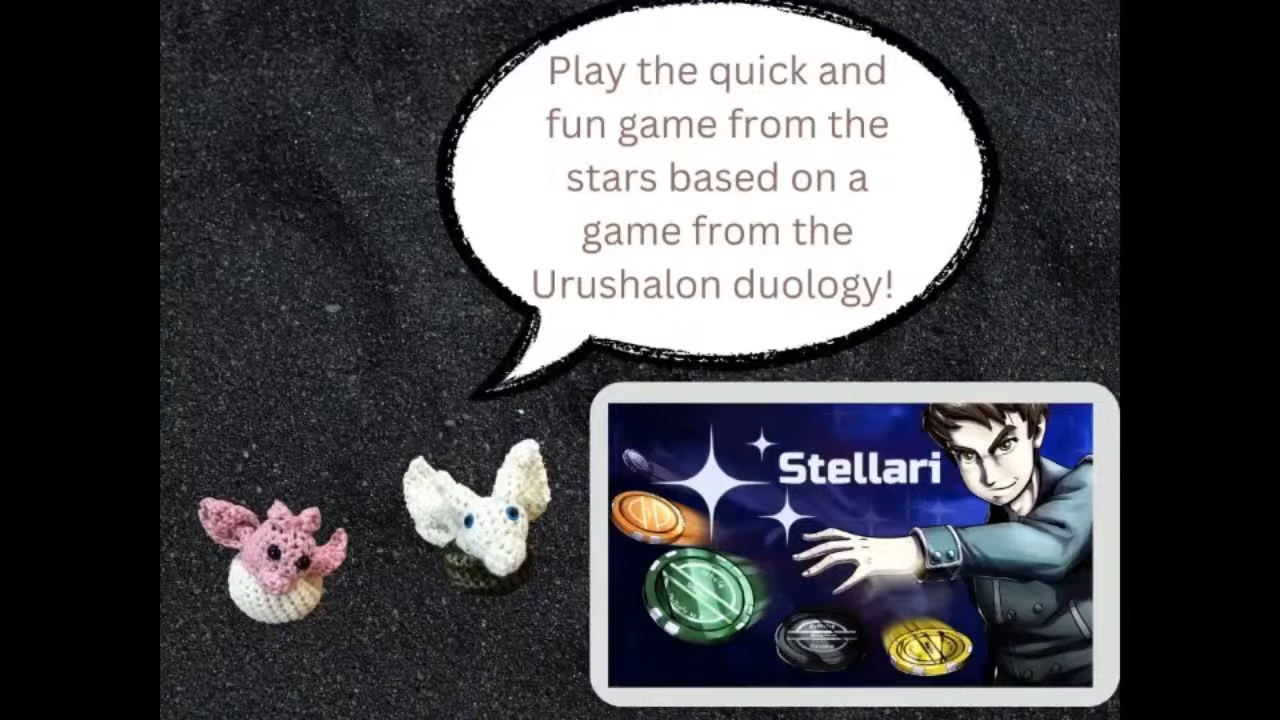 Play the quick and
fun game from the
stars based on a
game from the
Urushalon duology!
Stellari